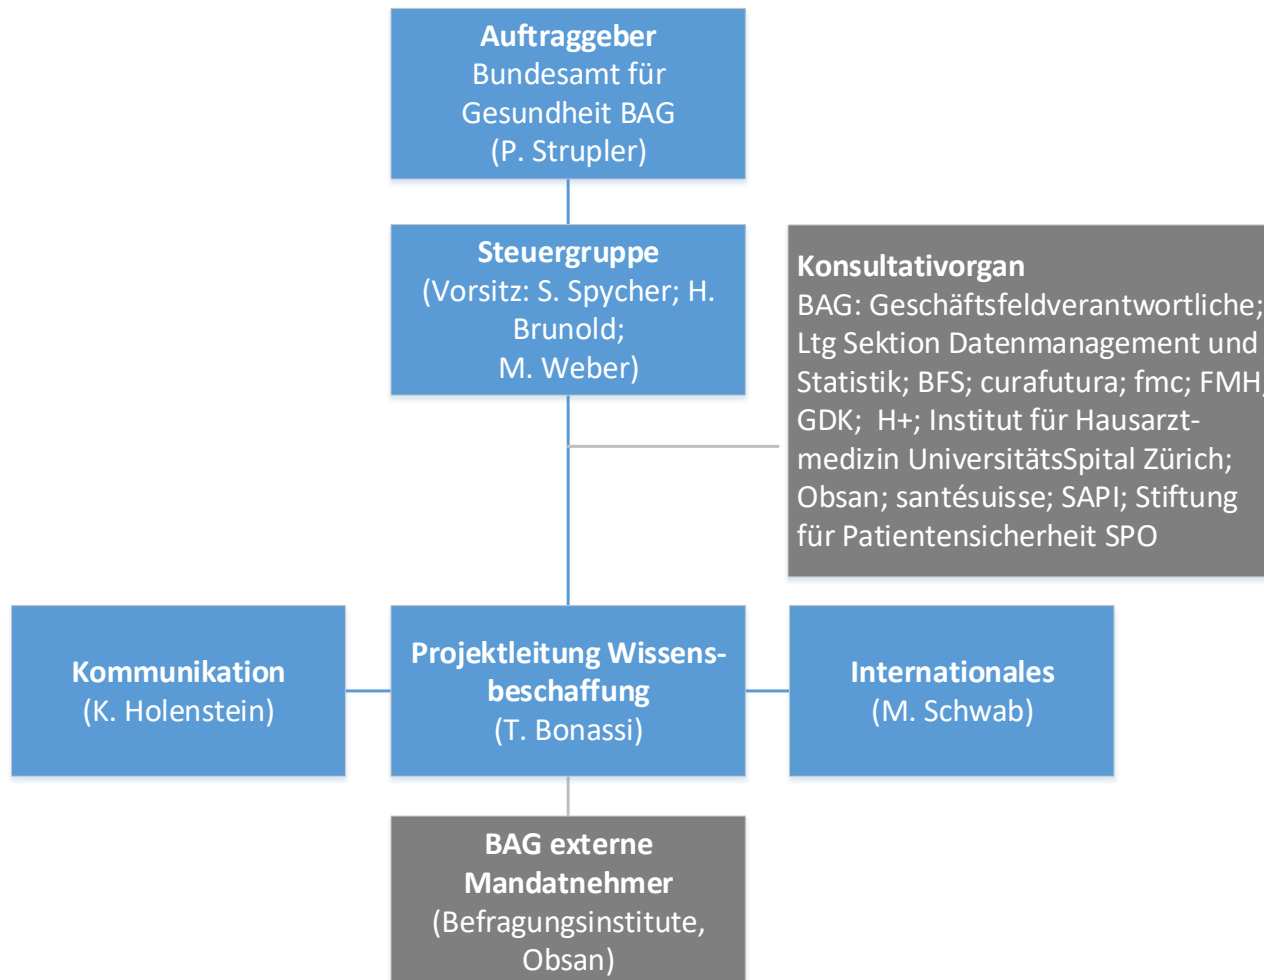 Auftraggeber
Bundesamt für
Gesundheit BAG
(P. Strupler)
Steuergruppe
(Vorsitz: S. Spycher; H.
Brunold;
M. Weber)
Konsultativorgan
BAG: Geschäftsfeldverantwortliche;
Ltg Sektion Datenmanagement und
Statistik; BFS; curafutura; fmc; FMH;
GDK;  H+; Institut für Hausarzt-
medizin UniversitätsSpital Zürich;
Obsan; santésuisse; SAPI; Stiftung
für Patientensicherheit SPO
Kommunikation
(K. Holenstein)
Projektleitung Wissens-
beschaffung
(T. Bonassi)
Internationales
(M. Schwab)
BAG externe
Mandatnehmer
(Befragungsinstitute,
Obsan)